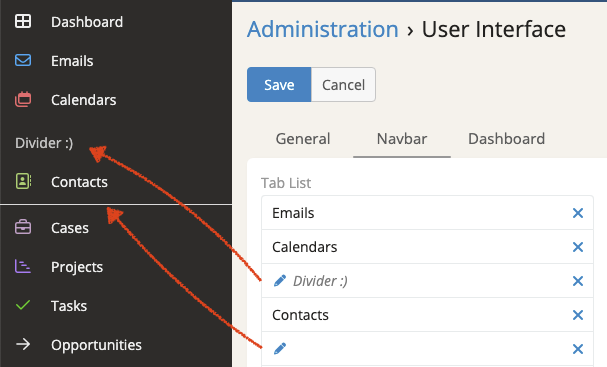 Dashboard
Emails
Calendars
Divider :)
Contacts
Cases
Projects
Tasks
Opportunities
Administration › User Interface
Save Cancel
General Navbar Dashboard
Tab List
Emails
Calendars
Divider :)
Contacts